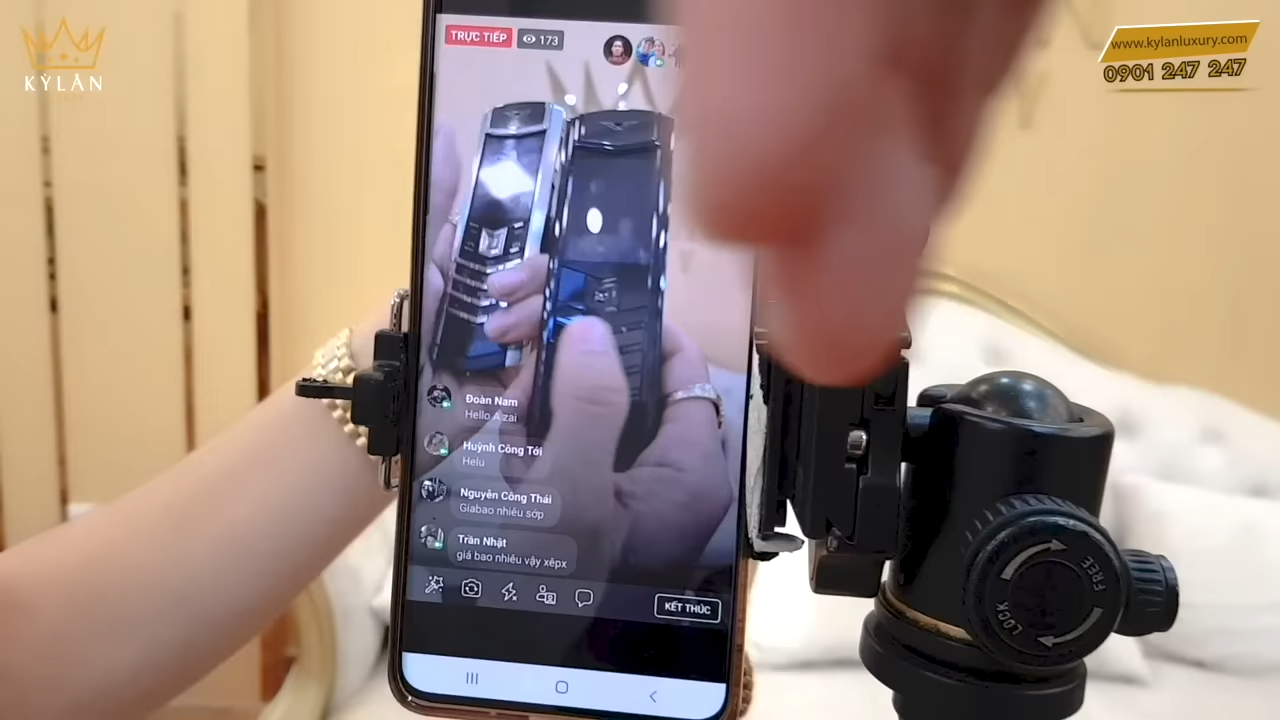 KỲLÂN
www.kylanluxury.com
0901 247 247
TRỰC TIẾP
173
Đoàn Nam
Hello A zai
Huỳnh Công Tới
Helu
Nguyễn Công Thái
Giabao nhiêu sớp
Trần Nhật
giá bao nhiêu vậy xêpx
KẾT THÚC
FREE
LOCK